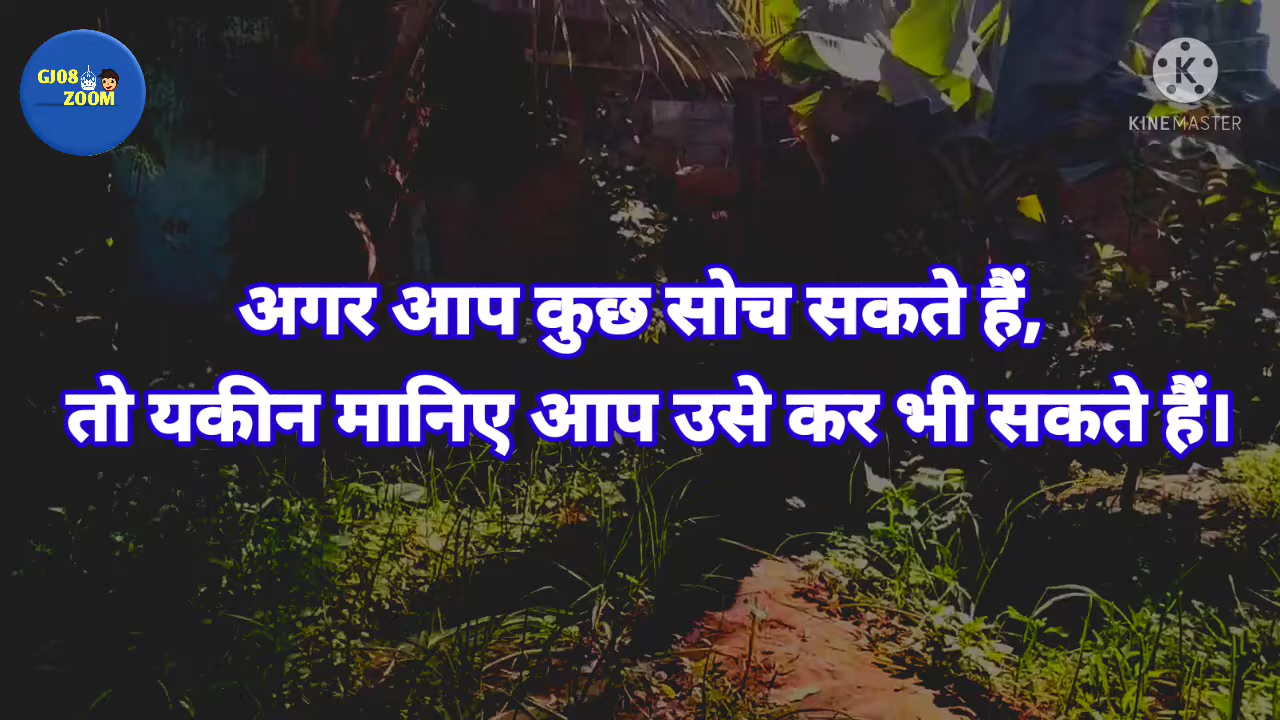 GJ08
ZOOM
K
KINEMASTER
अगर आप कुछ सोच सकते हैं,
तो यकीन मानिए आप उसे कर भी सकते हैं।